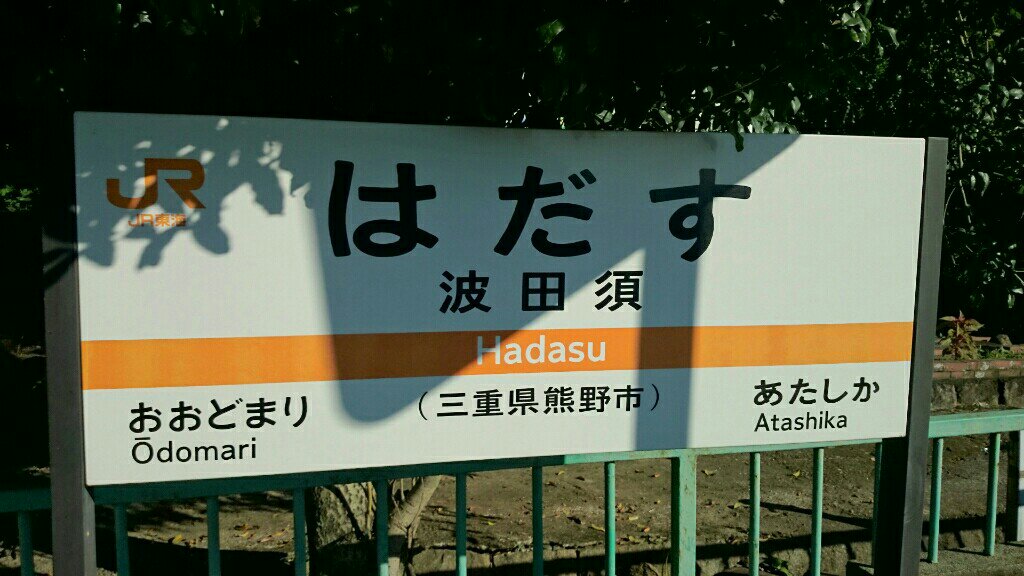 JR
JR東海
はだす
波田須
Hadasu
(三重県熊野市)
おおどまり
Ōdomari
あたしか
Atashika